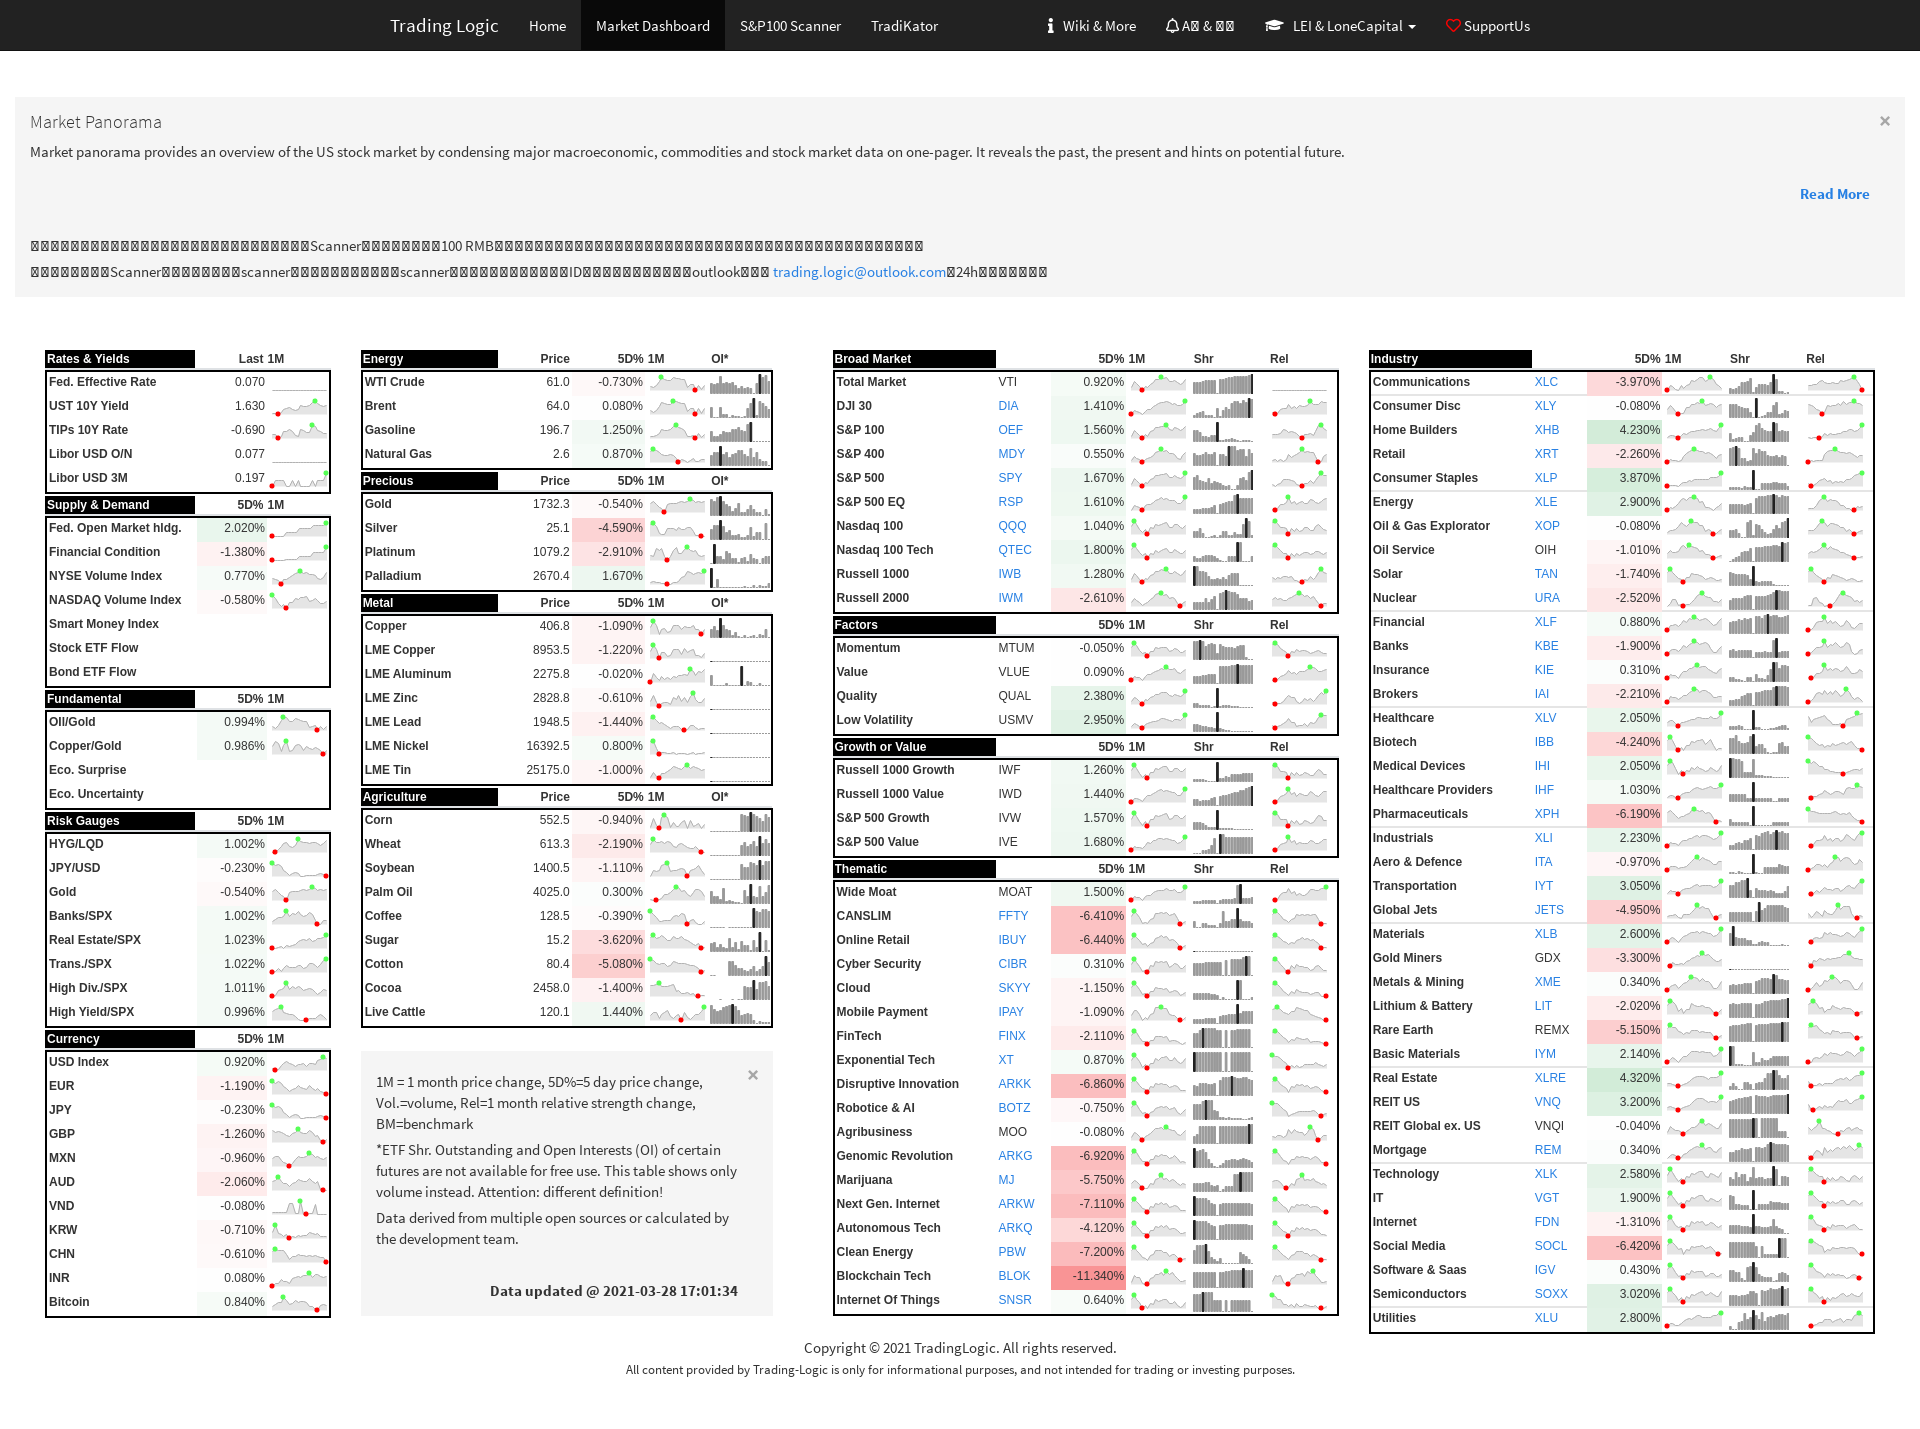 Trading Logic Home Market Dashboard S&P100 Scanner TradiKator Wiki & More A & LEI & LoneCapital SupportUs
Market Panorama
×
Market panorama provides an overview of the US stock market by condensing major macroeconomic, commodities and stock market data on one-pager. It reveals the past, the present and hints on potential future.
Read More
Scanner 100 RMB
Scanner scanner scanner ID outlook trading.logic@outlook.com 24h
Rates & Yields Last 1M
Fed. Effective Rate 0.070
UST 10Y Yield 1.630
TIPs 10Y Rate -0.690
Libor USD O/N 0.077
Libor USD 3M 0.197
Supply & Demand 5D% 1M
Fed. Open Market hldg. 2.020%
Financial Condition -1.380%
NYSE Volume Index 0.770%
NASDAQ Volume Index -0.580%
Smart Money Index
Stock ETF Flow
Bond ETF Flow
Fundamental 5D% 1M
Oll/Gold 0.994%
Copper/Gold 0.986%
Eco. Surprise
Eco. Uncertainty
Risk Gauges 5D% 1M
HYG/LQD 1.002%
JPY/USD -0.230%
Gold -0.540%
Banks/SPX 1.002%
Real Estate/SPX 1.023%
Trans./SPX 1.022%
High Div./SPX 1.011%
High Yield/SPX 0.996%
Currency 5D% 1M
USD Index 0.920%
EUR -1.190%
JPY -0.230%
GBP -1.260%
MXN -0.960%
AUD -2.060%
VND -0.080%
KRW -0.710%
CHN -0.610%
INR 0.080%
Bitcoin 0.840%
Energy Price 5D% 1M OI*
WTI Crude 61.0 -0.730%
Brent 64.0 0.080%
Gasoline 196.7 1.250%
Natural Gas 2.6 0.870%
Precious Price 5D% 1M OI*
Gold 1732.3 -0.540%
Silver 25.1 -4.590%
Platinum 1079.2 -2.910%
Palladium 2670.4 1.670%
Metal Price 5D% 1M OI*
Copper 406.8 -1.090%
LME Copper 8953.5 -1.220%
LME Aluminum 2275.8 -0.020%
LME Zinc 2828.8 -0.610%
LME Lead 1948.5 -1.440%
LME Nickel 16392.5 0.800%
LME Tin 25175.0 -1.000%
Agriculture Price 5D% 1M OI*
Corn 552.5 -0.940%
Wheat 613.3 -2.190%
Soybean 1400.5 -1.110%
Palm Oil 4025.0 0.300%
Coffee 128.5 -0.390%
Sugar 15.2 -3.620%
Cotton 80.4 -5.080%
Cocoa 2458.0 -1.400%
Live Cattle 120.1 1.440%
×
1M = 1 month price change, 5D%=5 day price change,
Vol.=volume, Rel=1 month relative strength change,
BM=benchmark
*ETF Shr. Outstanding and Open Interests (OI) of certain
futures are not available for free use. This table shows only
volume instead. Attention: different definition!
Data derived from multiple open sources or calculated by
the development team.
Data updated @ 2021-03-28 17:01:34
Broad Market 5D% 1M Shr Rel
Total Market VTI 0.920%
DJI 30 DIA 1.410%
S&P 100 OEF 1.560%
S&P 400 MDY 0.550%
S&P 500 SPY 1.670%
S&P 500 EQ RSP 1.610%
Nasdaq 100 QQQ 1.040%
Nasdaq 100 Tech QTEC 1.800%
Russell 1000 IWB 1.280%
Russell 2000 IWM -2.610%
Factors 5D% 1M Shr Rel
Momentum MTUM -0.050%
Value VLUE 0.090%
Quality QUAL 2.380%
Low Volatility USMV 2.950%
Growth or Value 5D% 1M Shr Rel
Russell 1000 Growth IWF 1.260%
Russell 1000 Value IWD 1.440%
S&P 500 Growth IVW 1.570%
S&P 500 Value IVE 1.680%
Thematic 5D% 1M Shr Rel
Wide Moat MOAT 1.500%
CANSLIM FFTY -6.410%
Online Retail IBUY -6.440%
Cyber Security CIBR 0.310%
Cloud SKYY -1.150%
Mobile Payment IPAY -1.090%
FinTech FINX -2.110%
Exponential Tech XT 0.870%
Disruptive Innovation ARKK -6.860%
Robotice & AI BOTZ -0.750%
Agribusiness MOO -0.080%
Genomic Revolution ARKG -6.920%
Marijuana MJ -5.750%
Next Gen. Internet ARKW -7.110%
Autonomous Tech ARKQ -4.120%
Clean Energy PBW -7.200%
Blockchain Tech BLOK -11.340%
Internet Of Things SNSR 0.640%
Industry 5D% 1M Shr Rel
Communications XLC -3.970%
Consumer Disc XLY -0.080%
Home Builders XHB 4.230%
Retail XRT -2.260%
Consumer Staples XLP 3.870%
Energy XLE 2.900%
Oil & Gas Explorator XOP -0.080%
Oil Service OIH -1.010%
Solar TAN -1.740%
Nuclear URA -2.520%
Financial XLF 0.880%
Banks KBE -1.900%
Insurance KIE 0.310%
Brokers IAI -2.210%
Healthcare XLV 2.050%
Biotech IBB -4.240%
Medical Devices IHI 2.050%
Healthcare Providers IHF 1.030%
Pharmaceuticals XPH -6.190%
Industrials XLI 2.230%
Aero & Defence ITA -0.970%
Transportation IYT 3.050%
Global Jets JETS -4.950%
Materials XLB 2.600%
Gold Miners GDX -3.300%
Metals & Mining XME 0.340%
Lithium & Battery LIT -2.020%
Rare Earth REMX -5.150%
Basic Materials IYM 2.140%
Real Estate XLRE 4.320%
REIT US VNQ 3.200%
REIT Global ex. US VNQI -0.040%
Mortgage REM 0.340%
Technology XLK 2.580%
IT VGT 1.900%
Internet FDN -1.310%
Social Media SOCL -6.420%
Software & Saas IGV 0.430%
Semiconductors SOXX 3.020%
Utilities XLU 2.800%
Copyright © 2021 TradingLogic. All rights reserved.
All content provided by Trading-Logic is only for informational purposes, and not intended for trading or investing purposes.